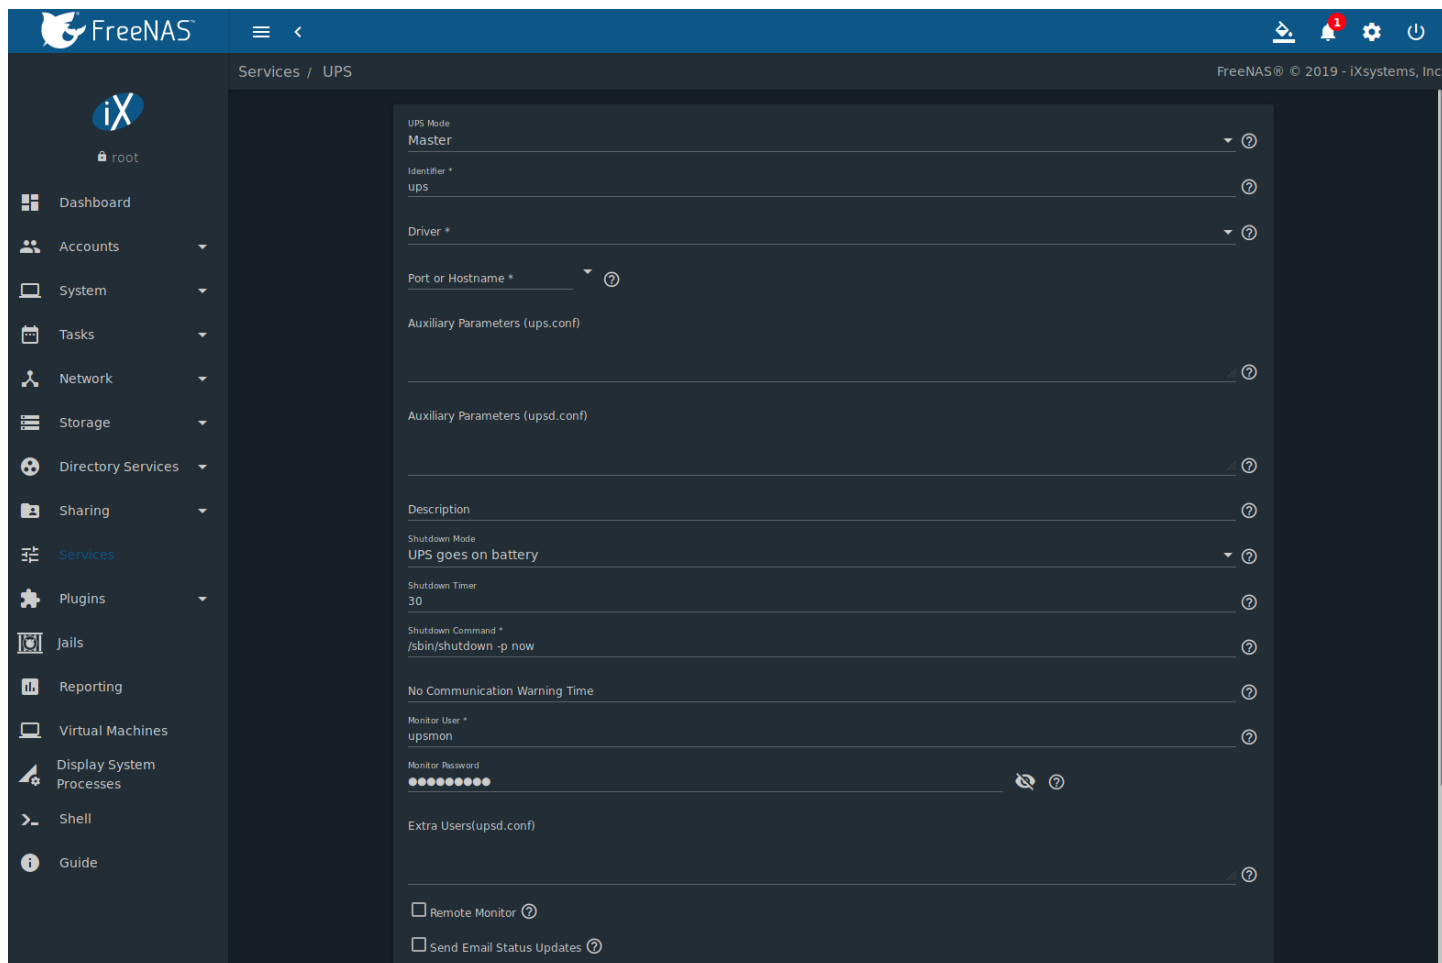 FreeNAS™
1
Services / UPS
FreeNAS® © 2019 - iXsystems, Inc
iX
root
Dashboard
Accounts
System
Tasks
Network
Storage
Directory Services
Sharing
Services
Plugins
Jails
Reporting
Virtual Machines
Display System
Processes
Shell
Guide
UPS Mode
Master
Identifier *
ups
Driver *
Port or Hostname *
Auxiliary Parameters (ups.conf)
Auxiliary Parameters (upsd.conf)
Description
Shutdown Mode
UPS goes on battery
Shutdown Timer
30
Shutdown Command *
/sbin/shutdown -p now
No Communication Warning Time
Monitor User *
upsmon
Monitor Password
●●●●●●●●●
Extra Users(upsd.conf)
Remote Monitor
Send Email Status Updates